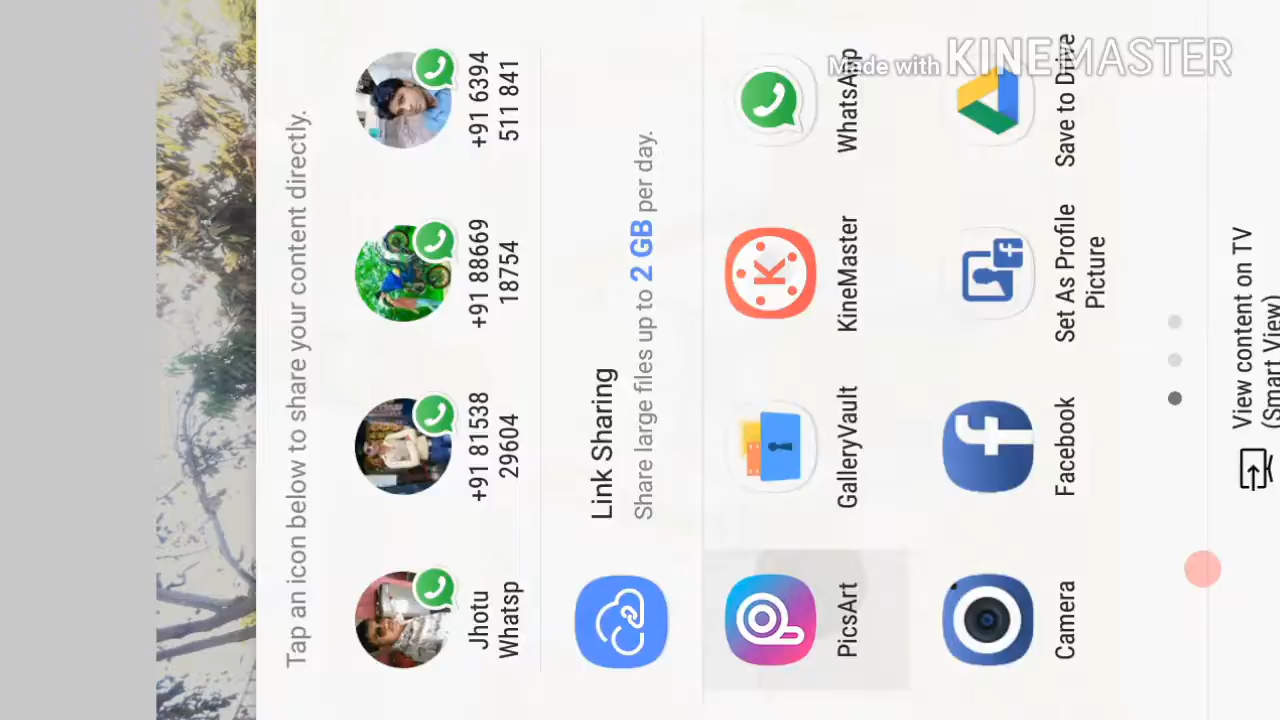 Made with KINEMASTER
Tap an icon below to share your content directly.
Jhotu
Whatsp
+91 81538
29604
+91 88669
18754
+91 6394
511 841
Link Sharing
Share large files up to 2 GB per day.
PicsArt
GalleryVault
KineMaster
WhatsApp
Camera
Facebook
Set As Profile
Picture
Save to Drive
View content on TV
(Smart View)